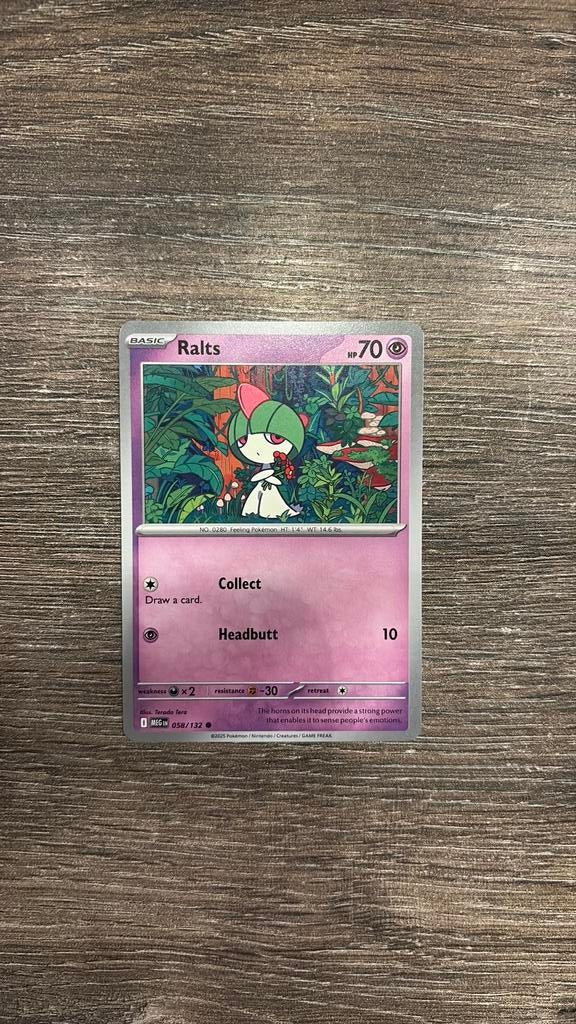 BASIC Ralts HP 70
NO. 0280 Feeling Pokémon HT: 1'4" WT: 14.6 lbs.
Collect
Draw a card.
Headbutt 10
weakness ×2 resistance -30 retreat
Illus. Terada Tera
The horns on its head provide a strong power
that enables it to sense people's emotions.
I MEG EN 058/132
©2025 Pokémon / Nintendo / Creatures / GAME FREAK